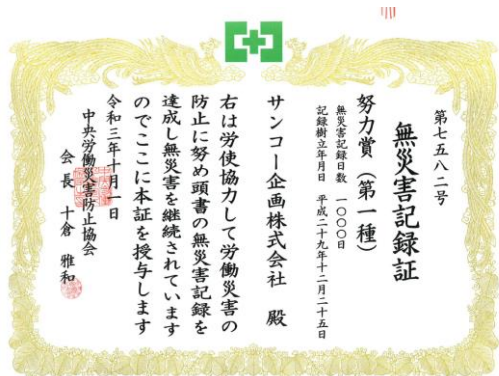 第七五八二号
無災害記録証
努力賞（第一種）
無災害記録日数 一〇〇〇日
記録樹立年月日 平成二十九年十二月二十五日
サンコー企画株式会社 殿
右は労使協力して労働災害の
防止に努め頭書の無災害記録を
達成し無災害を継続されています
のでここに本証を授与します
令和三年十月一日
中央労働災害防止協会
会長 十倉 雅和